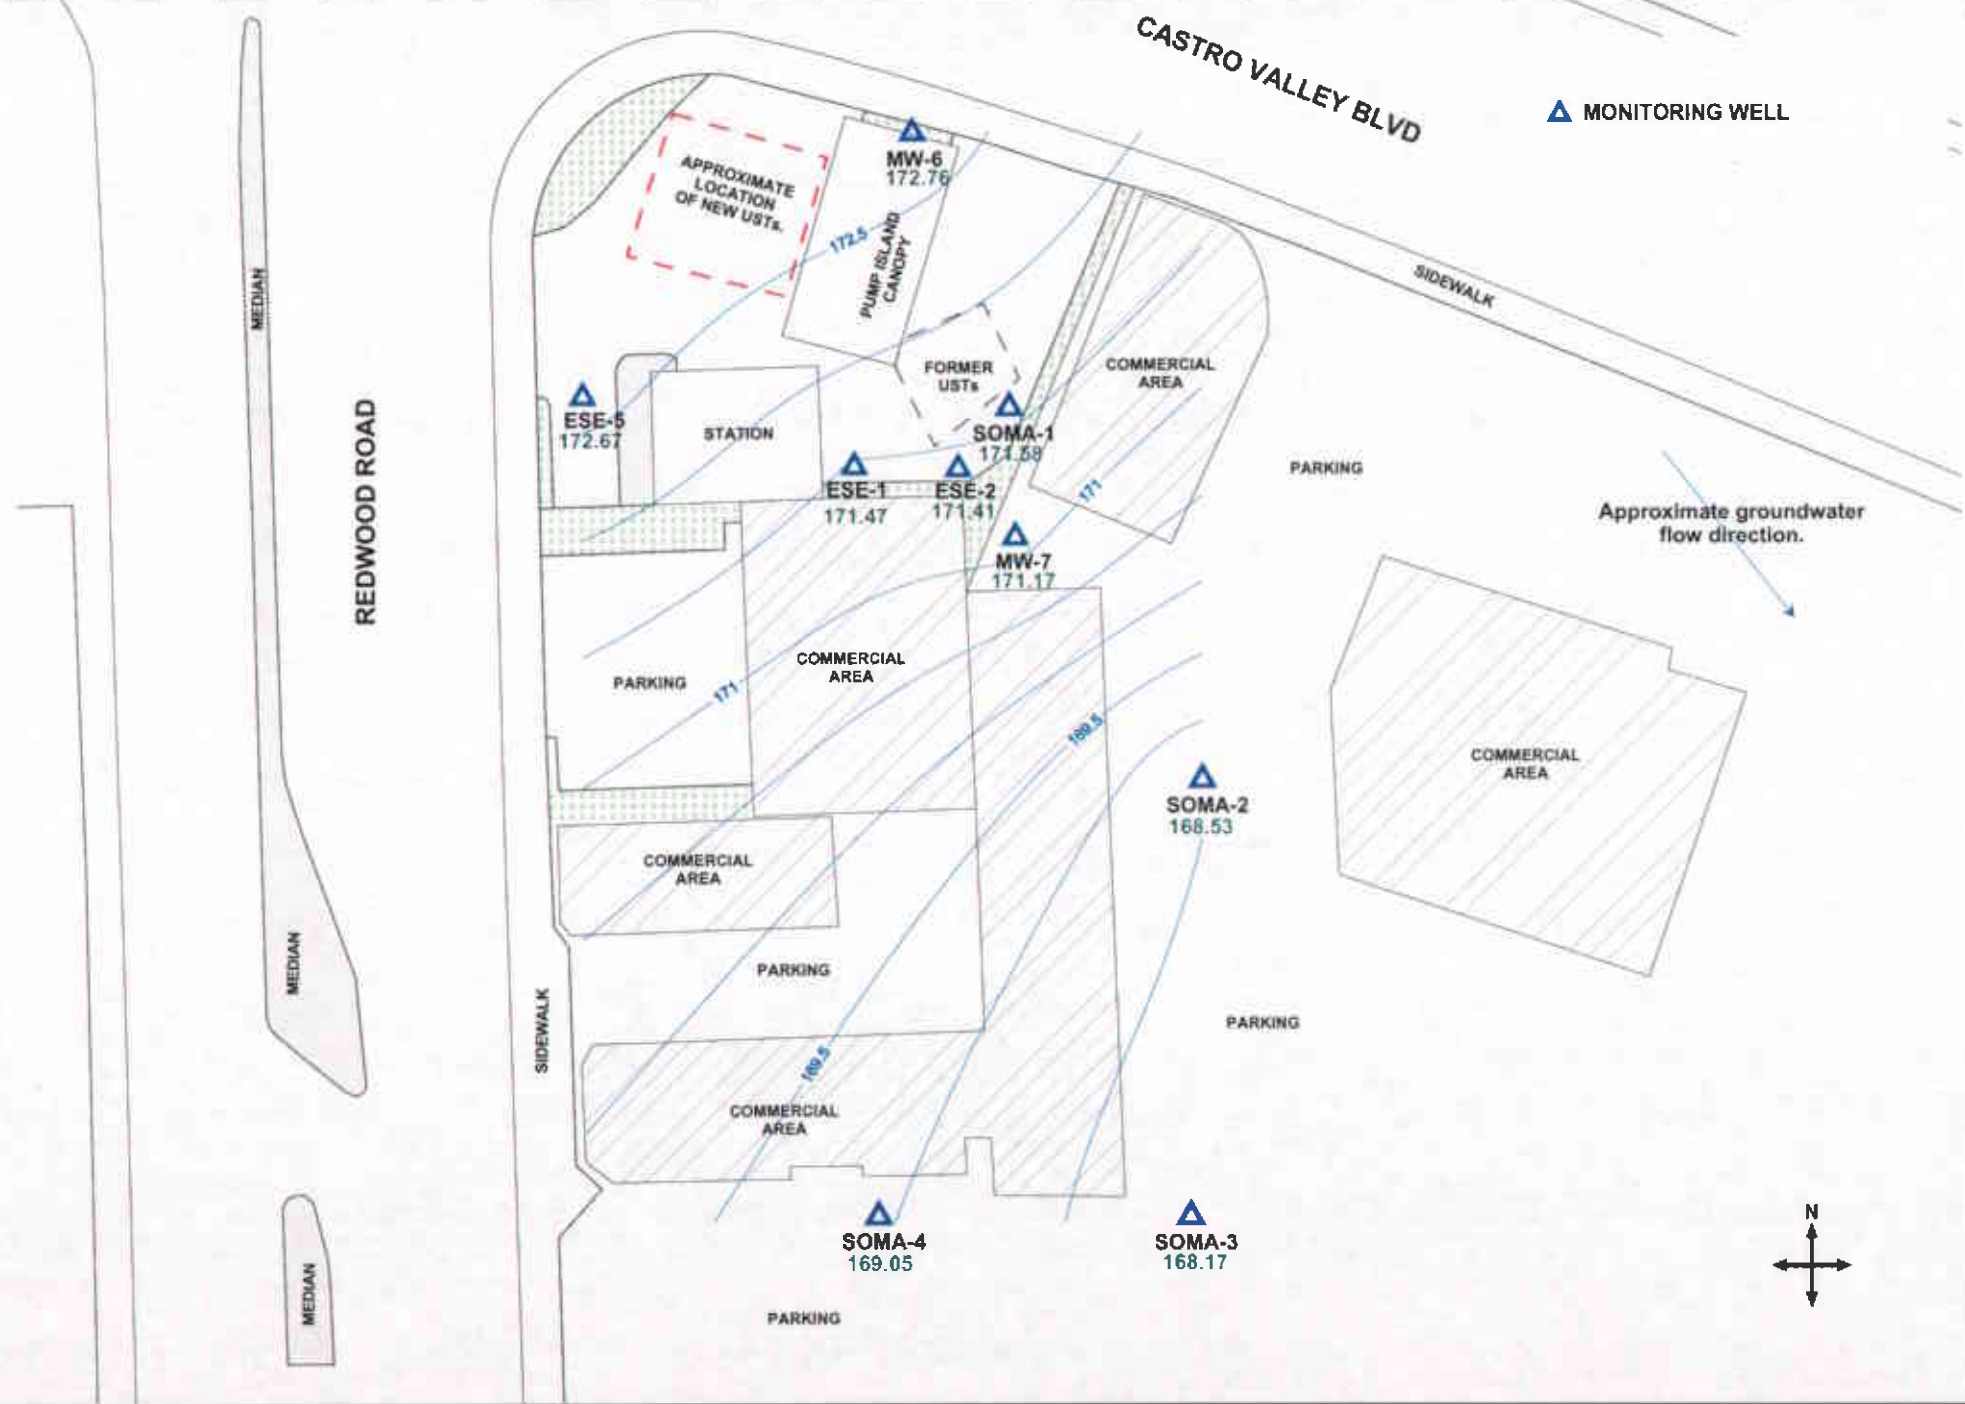 CASTRO VALLEY BLVD
MONITORING WELL
MW-6
172.76
APPROXIMATE
LOCATION
OF NEW USTs.
172.5
PUMP ISLAND
CANOPY
MEDIAN
SIDEWALK
FORMER
USTs
COMMERCIAL
AREA
REDWOOD ROAD
ESE-5
172.67
STATION
SOMA-1
171.58
PARKING
ESE-1
171.47
ESE-2
171.41
171
Approximate groundwater
flow direction.
MW-7
171.17
PARKING
171
COMMERCIAL
AREA
169.5
COMMERCIAL
AREA
SOMA-2
168.53
COMMERCIAL
AREA
MEDIAN
PARKING
SIDEWALK
PARKING
169.5
COMMERCIAL
AREA
SOMA-4
169.05
SOMA-3
168.17
N
MEDIAN
PARKING